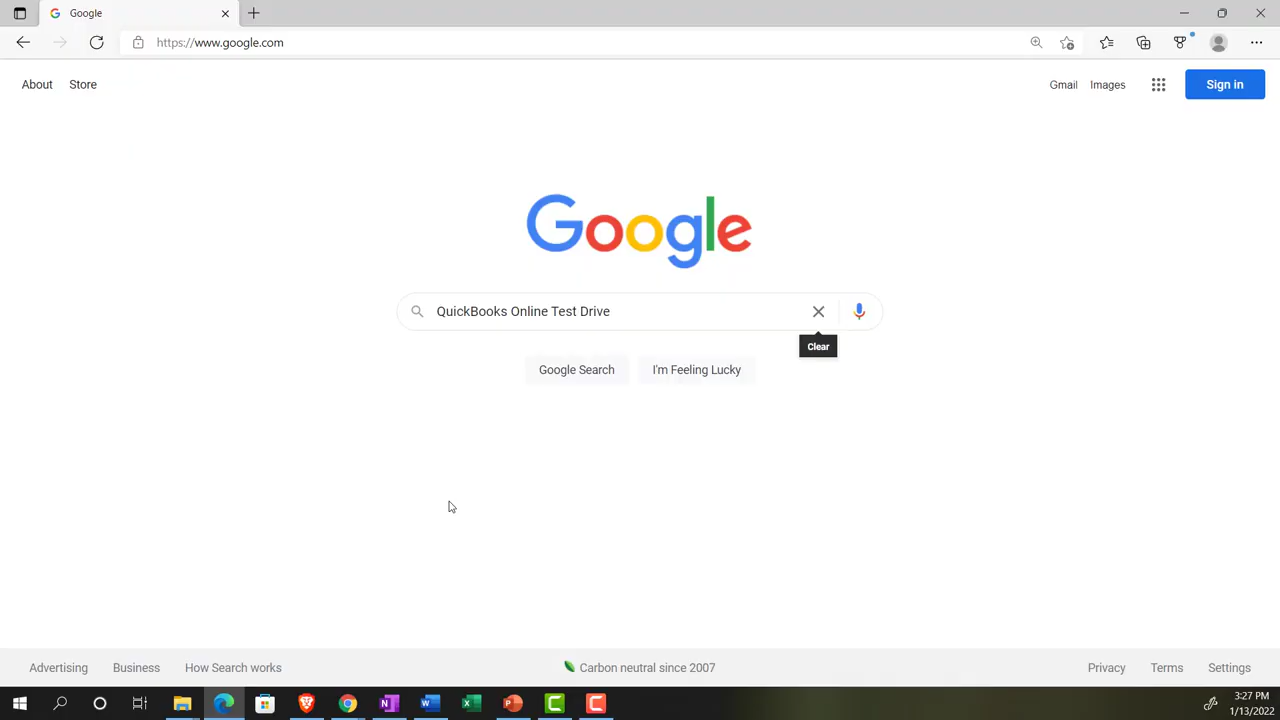 Google
https://www.google.com
About
Store
Gmail
Images
Sign in
Google
QuickBooks Online Test Drive
Clear
Google Search
I'm Feeling Lucky
Advertising
Business
How Search works
Carbon neutral since 2007
Privacy
Terms
Settings
3:27 PM
1/13/2022